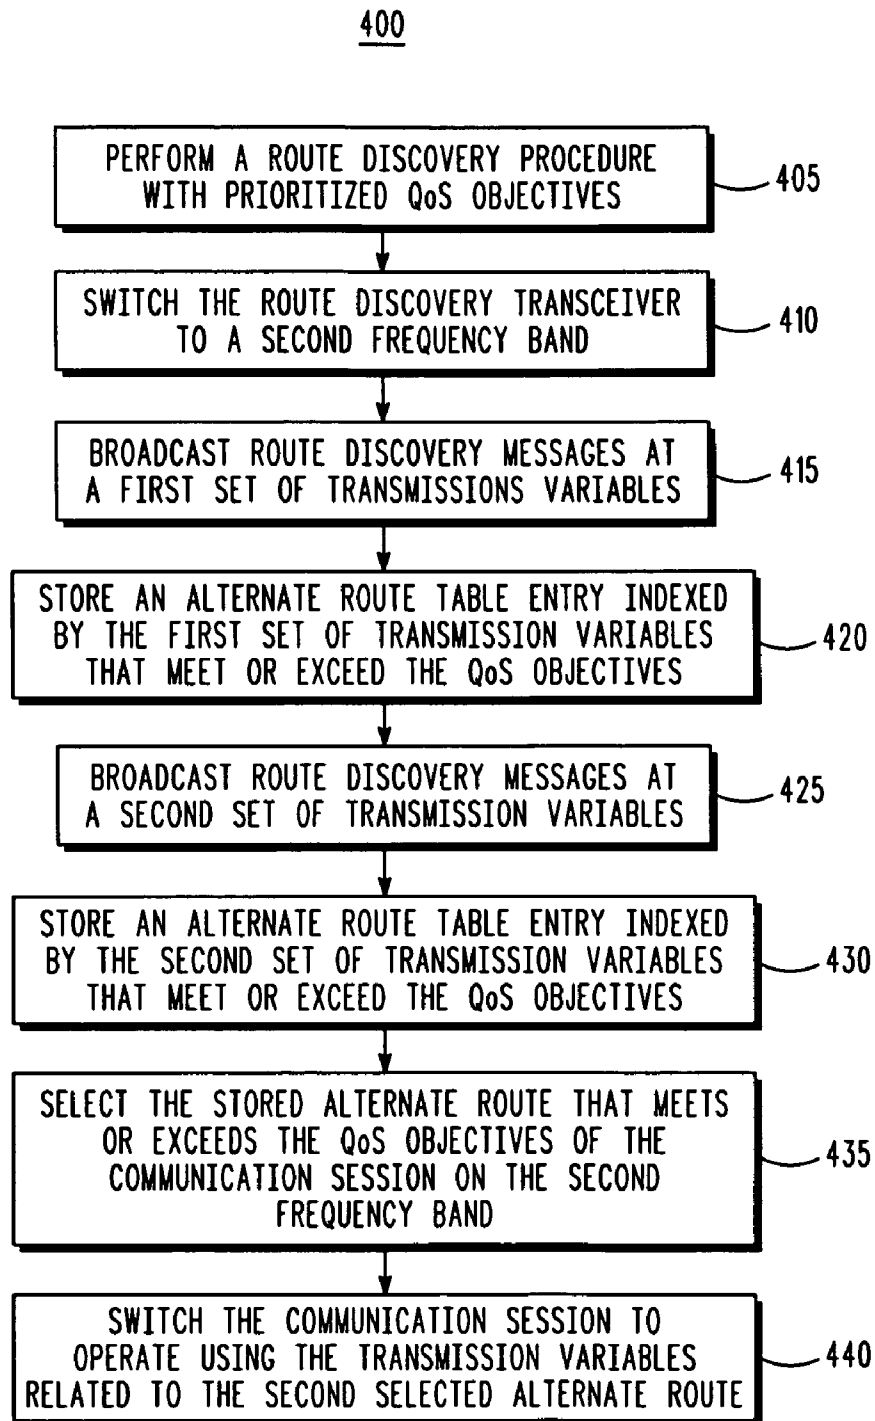 400
PERFORM A ROUTE DISCOVERY PROCEDURE
WITH PRIORITIZED QoS OBJECTIVES
405
SWITCH THE ROUTE DISCOVERY TRANSCEIVER
TO A SECOND FREQUENCY BAND
410
BROADCAST ROUTE DISCOVERY MESSAGES AT
A FIRST SET OF TRANSMISSIONS VARIABLES
415
STORE AN ALTERNATE ROUTE TABLE ENTRY INDEXED
BY THE FIRST SET OF TRANSMISSION VARIABLES
THAT MEET OR EXCEED THE QoS OBJECTIVES
420
BROADCAST ROUTE DISCOVERY MESSAGES AT
A SECOND SET OF TRANSMISSION VARIABLES
425
STORE AN ALTERNATE ROUTE TABLE ENTRY INDEXED
BY THE SECOND SET OF TRANSMISSION VARIABLES
THAT MEET OR EXCEED THE QoS OBJECTIVES
430
SELECT THE STORED ALTERNATE ROUTE THAT MEETS
OR EXCEEDS THE QoS OBJECTIVES OF THE
COMMUNICATION SESSION ON THE SECOND
FREQUENCY BAND
435
SWITCH THE COMMUNICATION SESSION TO
OPERATE USING THE TRANSMISSION VARIABLES
RELATED TO THE SECOND SELECTED ALTERNATE ROUTE
440